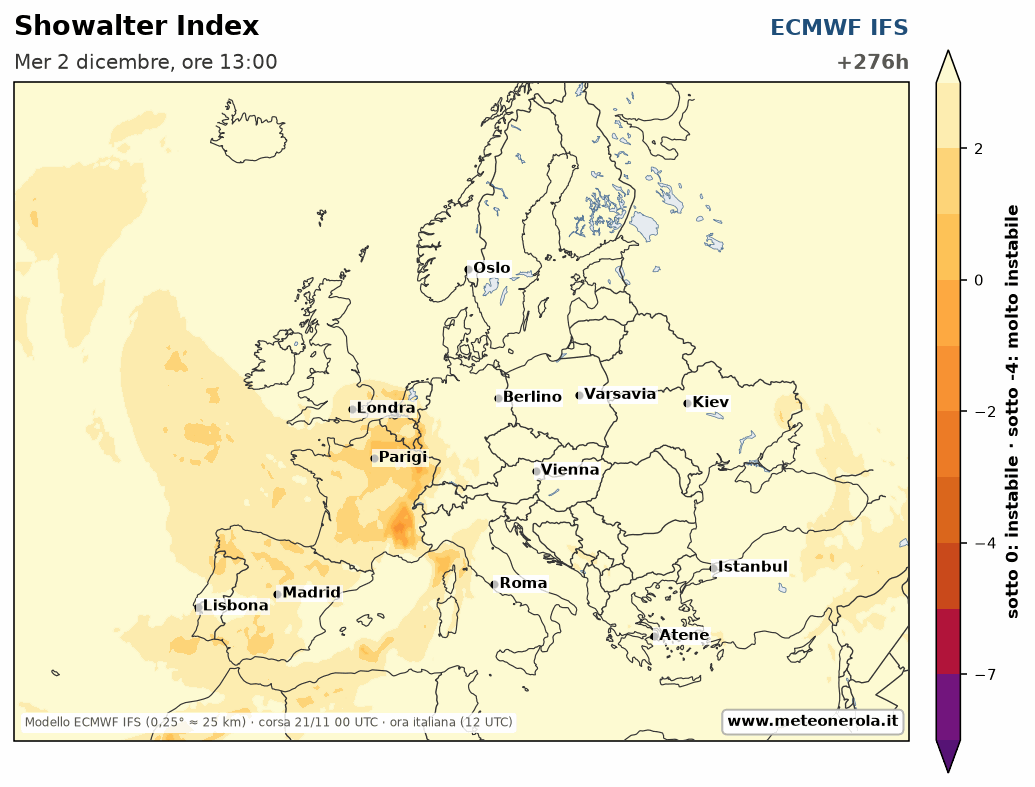 Showalter Index
ECMWF IFS
Mer 2 dicembre, ore 13:00
+276h
2
0
−2
−4
−7
sotto 0: instabile · sotto -4: molto instabile
Oslo
Londra
Berlino
Varsavia
Kiev
Parigi
Vienna
Istanbul
Roma
Madrid
Lisbona
Atene
Modello ECMWF IFS (0,25° ≈ 25 km) · corsa 21/11 00 UTC · ora italiana (12 UTC)
www.meteonerola.it